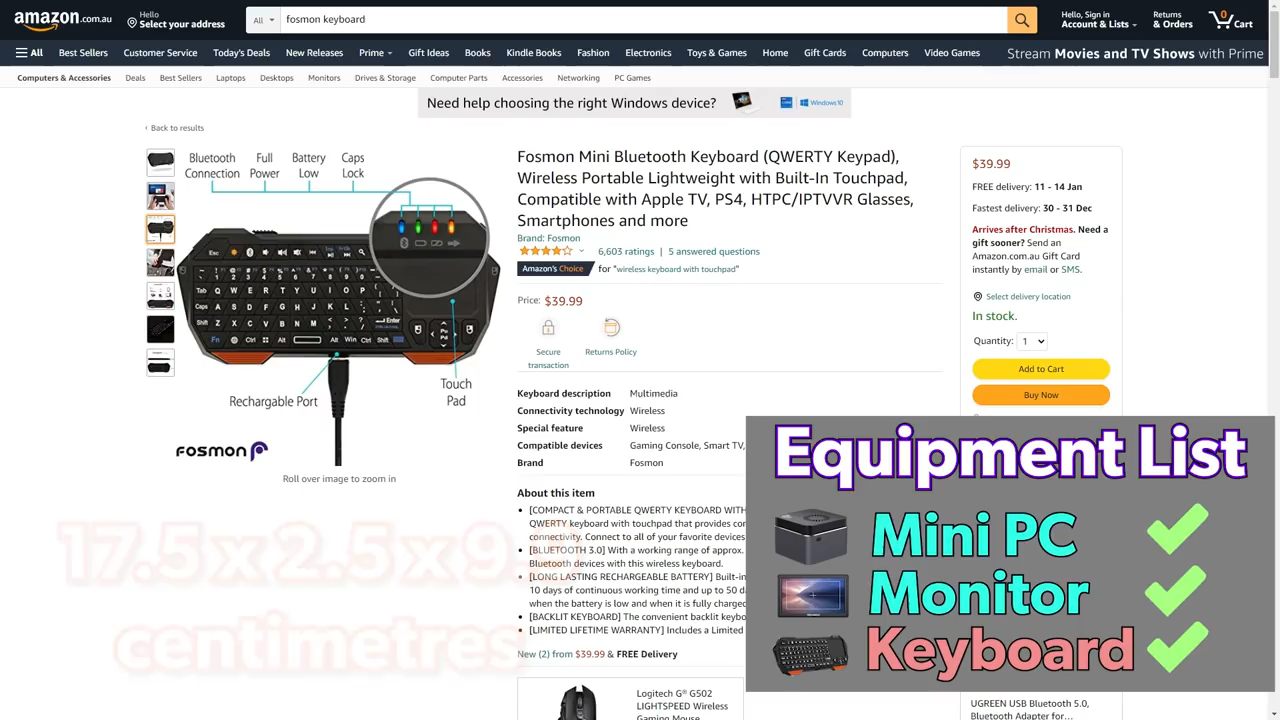 amazon.com.au
Hello
Select your address
All
fosmon keyboard
Hello, Sign in
Account & Lists
Returns
& Orders
0
Cart
All
Best Sellers
Customer Service
Today's Deals
New Releases
Prime
Gift Ideas
Books
Kindle Books
Fashion
Electronics
Toys & Games
Home
Gift Cards
Computers
Video Games
Stream Movies and TV Shows with Prime
Computers & Accessories
Deals
Best Sellers
Laptops
Desktops
Monitors
Drives & Storage
Computer Parts
Accessories
Networking
PC Games
Need help choosing the right Windows device?
Windows10
‹ Back to results
Bluetooth
Connection
Full
Power
Battery
Low
Caps
Lock
Rechargable Port
Touch
Pad
FOSMON
Roll over image to zoom in
Fosmon Mini Bluetooth Keyboard (QWERTY Keypad),
Wireless Portable Lightweight with Built-In Touchpad,
Compatible with Apple TV, PS4, HTPC/IPTVVR Glasses,
Smartphones and more
Brand: Fosmon
6,603 ratings | 5 answered questions
Amazon's Choice for "wireless keyboard with touchpad"
Price: $39.99
Secure
transaction
Returns Policy
Keyboard description Multimedia
Connectivity technology Wireless
Special feature Wireless
Compatible devices Gaming Console, Smart TV,
Brand Fosmon
About this item
[COMPACT & PORTABLE QWERTY KEYBOARD WITH
QWERTY keyboard with touchpad that provides
connectivity. Connect to all of your favorite devices
[BLUETOOTH 3.0] With a working range of approx.
Bluetooth devices with this wireless keyboard.
[LONG LASTING RECHARGEABLE BATTERY] Built-in
10 days of continuous working time and up to 50
when the battery is low and when it is fully charged
[BACKLIT KEYBOARD] The convenient backlit
[LIMITED LIFETIME WARRANTY] Includes a Limited
New (2) from $39.99 & FREE Delivery
Logitech G® G502
LIGHTSPEED Wireless
Gaming Mouse
$39.99
FREE delivery: 11 - 14 Jan
Fastest delivery: 30 - 31 Dec
Arrives after Christmas. Need a
gift sooner? Send an
Amazon.com.au Gift Card
instantly by email or SMS.
Select delivery location
In stock.
Quantity: 1
Add to Cart
Buy Now
Equipment List
Mini PC
Monitor
Keyboard
UGREEN USB Bluetooth 5.0,
Bluetooth Adapter for…
centimetres